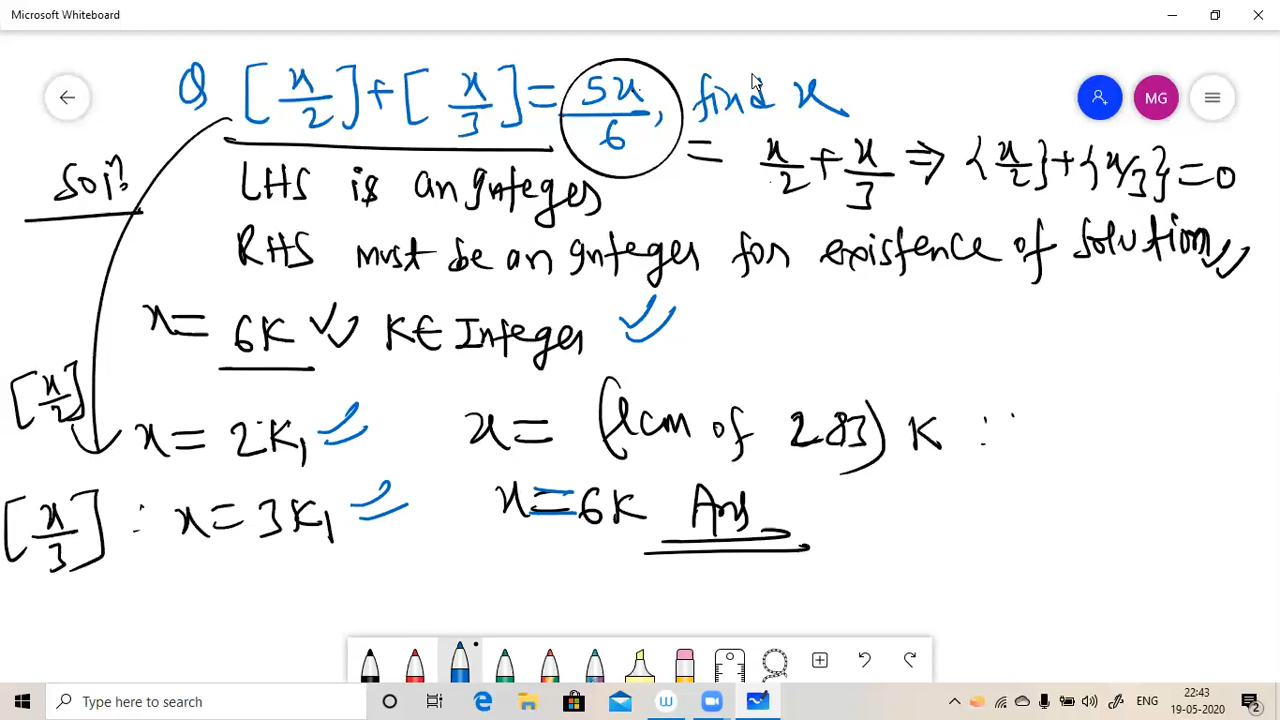 Microsoft Whiteboard
Q [x/2] + [x/3] = 5x/6, find x
= x/2 + x/3 ⇒ {x/2} + {x/3} = 0
Soln:
LHS is an Integer
RHS must be an Integer for existence of solution
x = 6K K ∈ Integer
[x/2]
x = 2K₁
x = (lcm of 2&3) K
[x/3] : x = 3K₁
x = 6K Ans
MG
Type here to search
ENG
22:43
19-05-2020
2